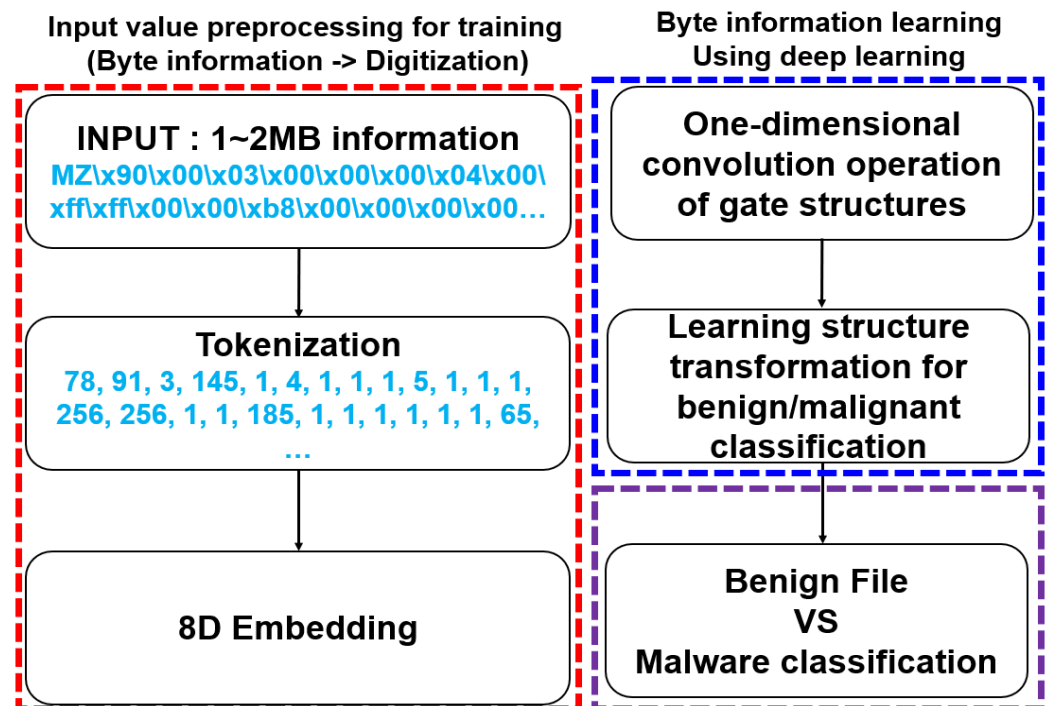 Input value preprocessing for training
(Byte information -> Digitization)
INPUT : 1~2MB information
MZ\x90\x00\x03\x00\x00\x00\x04\x00\
xff\xff\x00\x00\xb8\x00\x00\x00\x00…
Tokenization
78, 91, 3, 145, 1, 4, 1, 1, 1, 5, 1, 1, 1,
256, 256, 1, 1, 185, 1, 1, 1, 1, 1, 1, 65,
…
8D Embedding
Byte information learning
Using deep learning
One-dimensional
convolution operation
of gate structures
Learning structure
transformation for
benign/malignant
classification
Benign File
VS
Malware classification